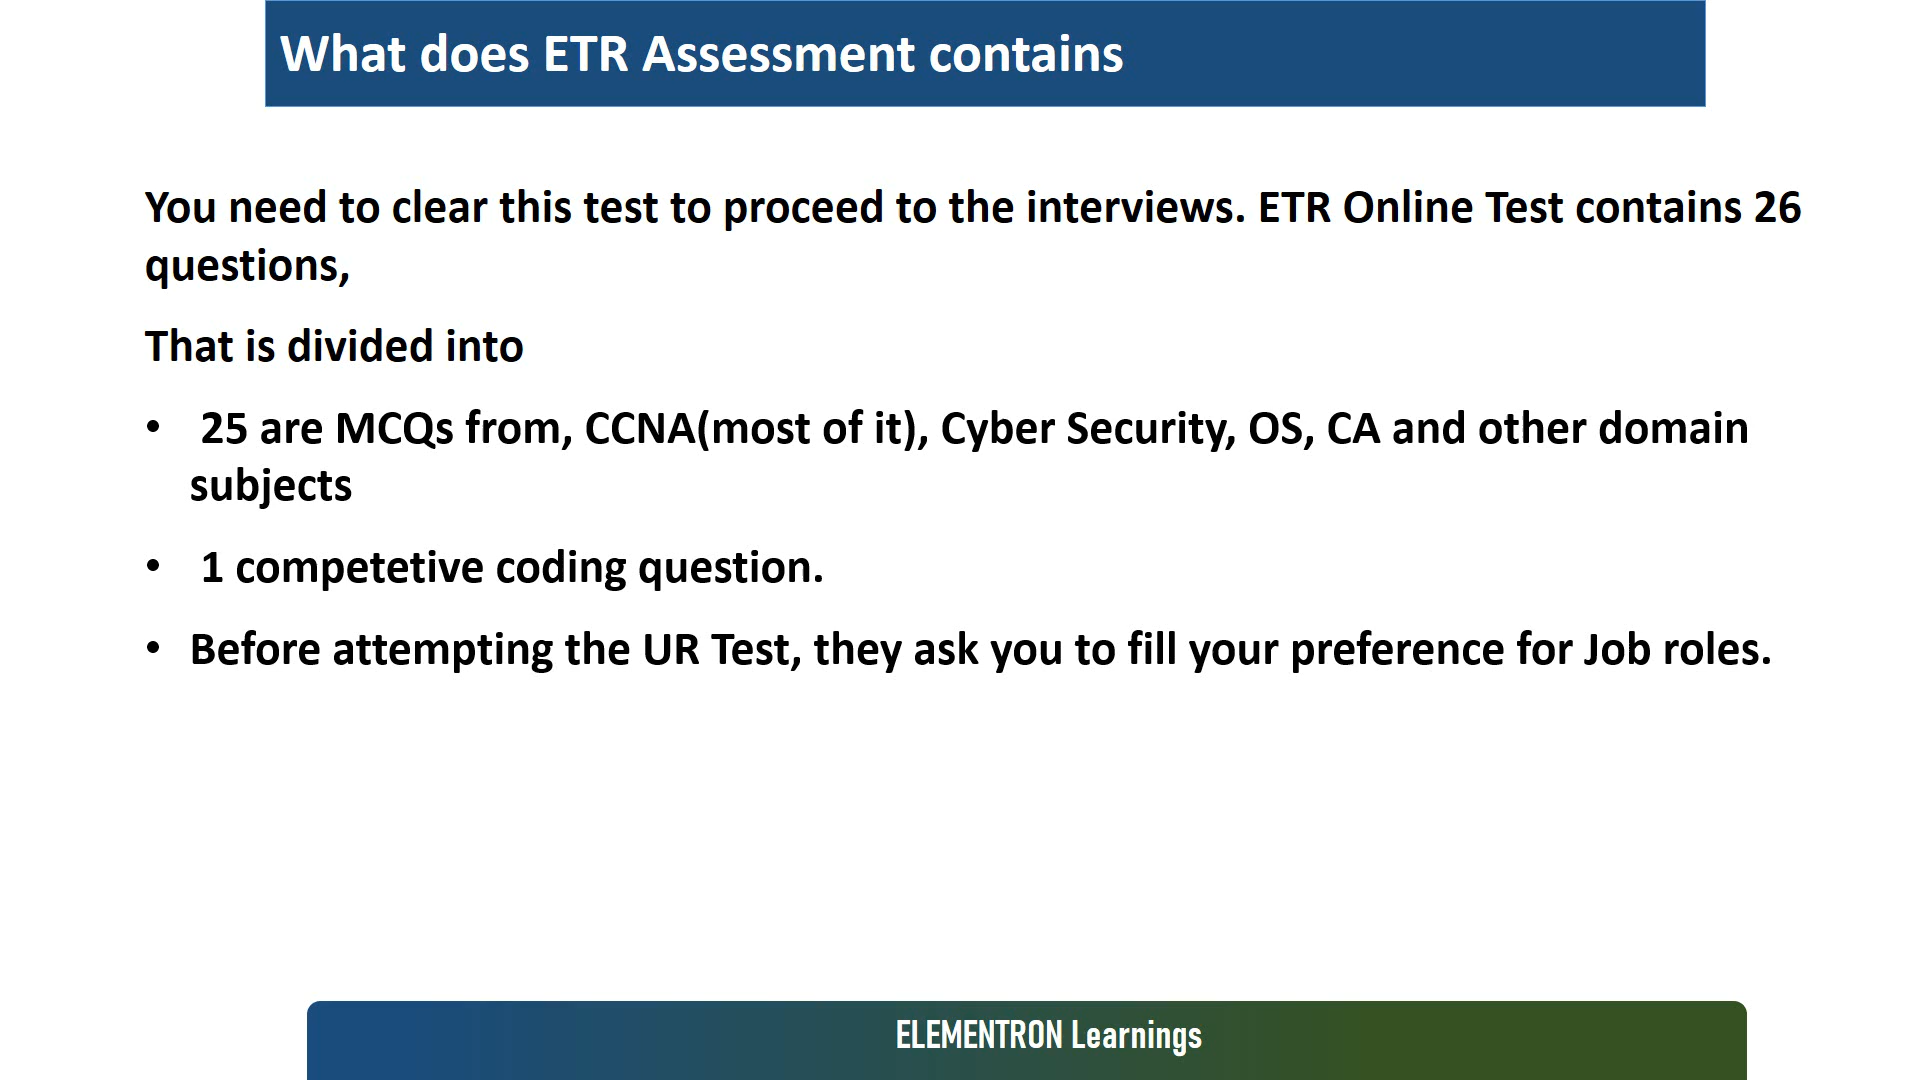 What does ETR Assessment contains
You need to clear this test to proceed to the interviews. ETR Online Test contains 26
questions,
That is divided into
• 25 are MCQs from, CCNA(most of it), Cyber Security, OS, CA and other domain
subjects
• 1 competetive coding question.
• Before attempting the UR Test, they ask you to fill your preference for Job roles.
ELEMENTRON Learnings